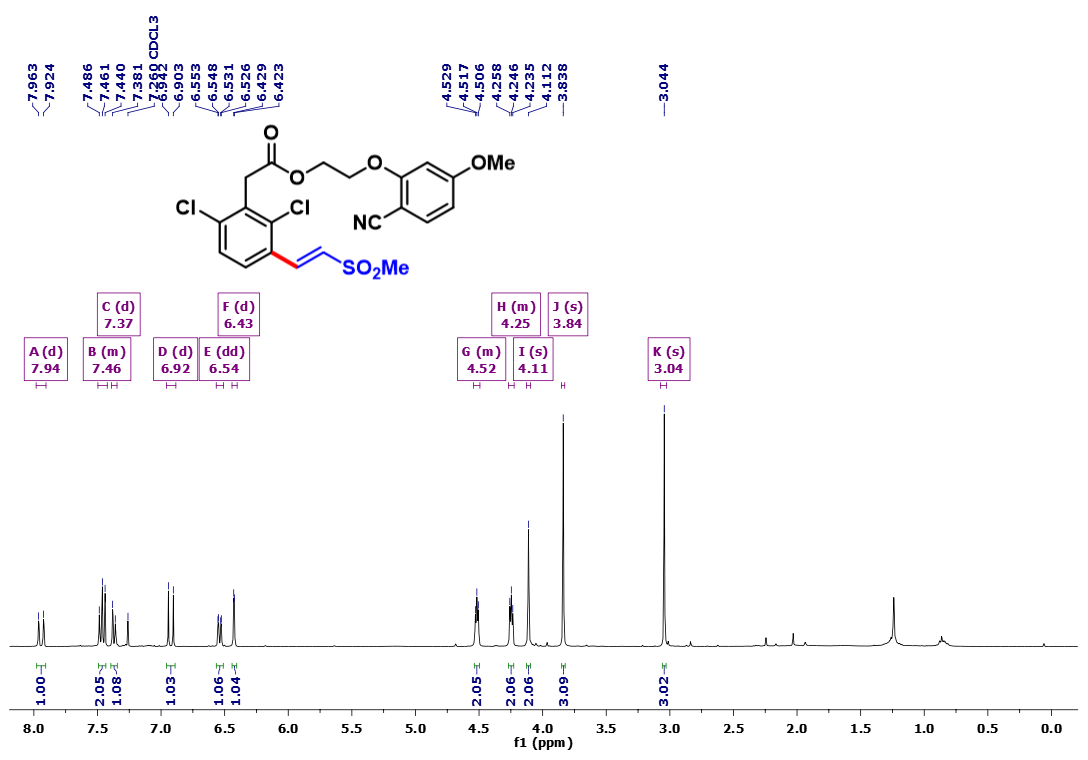 7.963
7.924
7.486
7.461
7.440
7.381
7.260 CDCL3
6.942
6.903
6.553
6.548
6.531
6.526
6.429
6.423
4.529
4.517
4.506
4.258
4.246
4.235
4.112
3.838
3.044
O
O
O
OMe
Cl
Cl
NC
SO2Me
C (d)
7.37
F (d)
6.43
H (m)
4.25
J (s)
3.84
A (d)
7.94
B (m)
7.46
D (d)
6.92
E (dd)
6.54
G (m)
4.52
I (s)
4.11
K (s)
3.04
1.00
2.05
1.08
1.03
1.06
1.04
2.05
2.06
2.06
3.09
3.02
8.0 7.5 7.0 6.5 6.0 5.5 5.0 4.5 4.0 3.5 3.0 2.5 2.0 1.5 1.0 0.5 0.0
f1 (ppm)